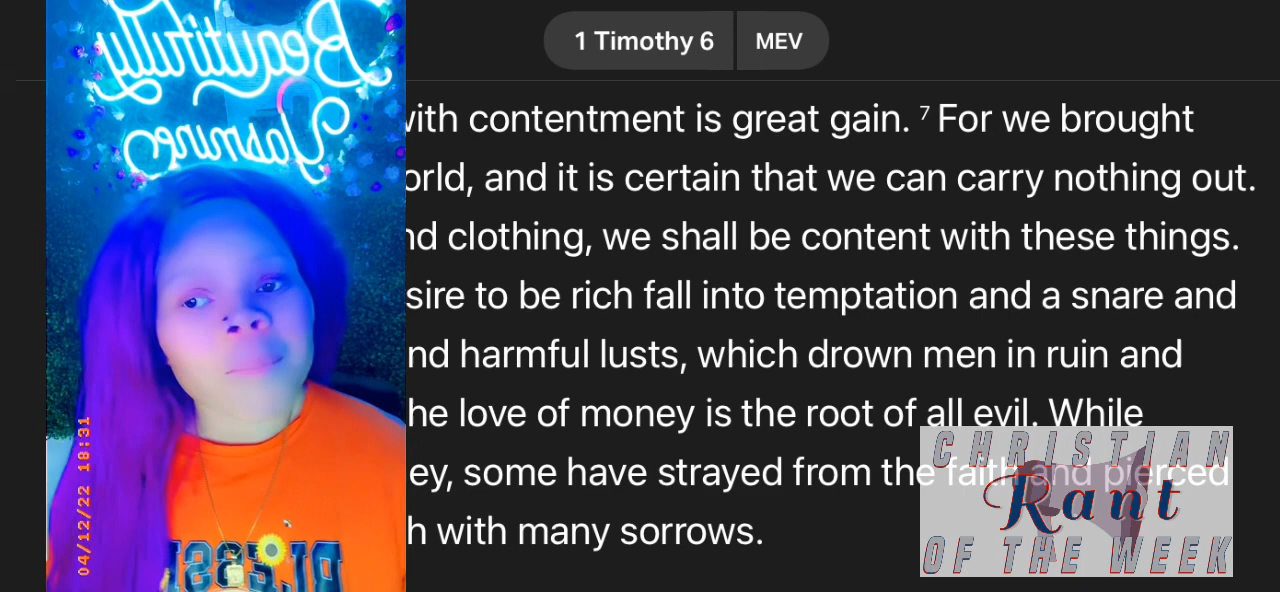 Beautifully
Yasmine
04/12/22 18:31
BLESSED
1 Timothy 6 MEV
with contentment is great gain. 7 For we brought
orld, and it is certain that we can carry nothing out.
nd clothing, we shall be content with these things.
sire to be rich fall into temptation and a snare and
nd harmful lusts, which drown men in ruin and
he love of money is the root of all evil. While
ey, some have strayed from the faith and pierced
h with many sorrows.
CHRISTIAN
Rant
OF THE WEEK